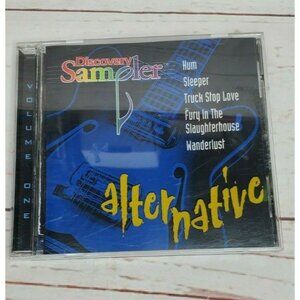 Discovery
Sampler
Hum
Sleeper
Truck Stop Love
Fury In The
Slaughterhouse
Wanderlust
alternative
VOLUME ONE